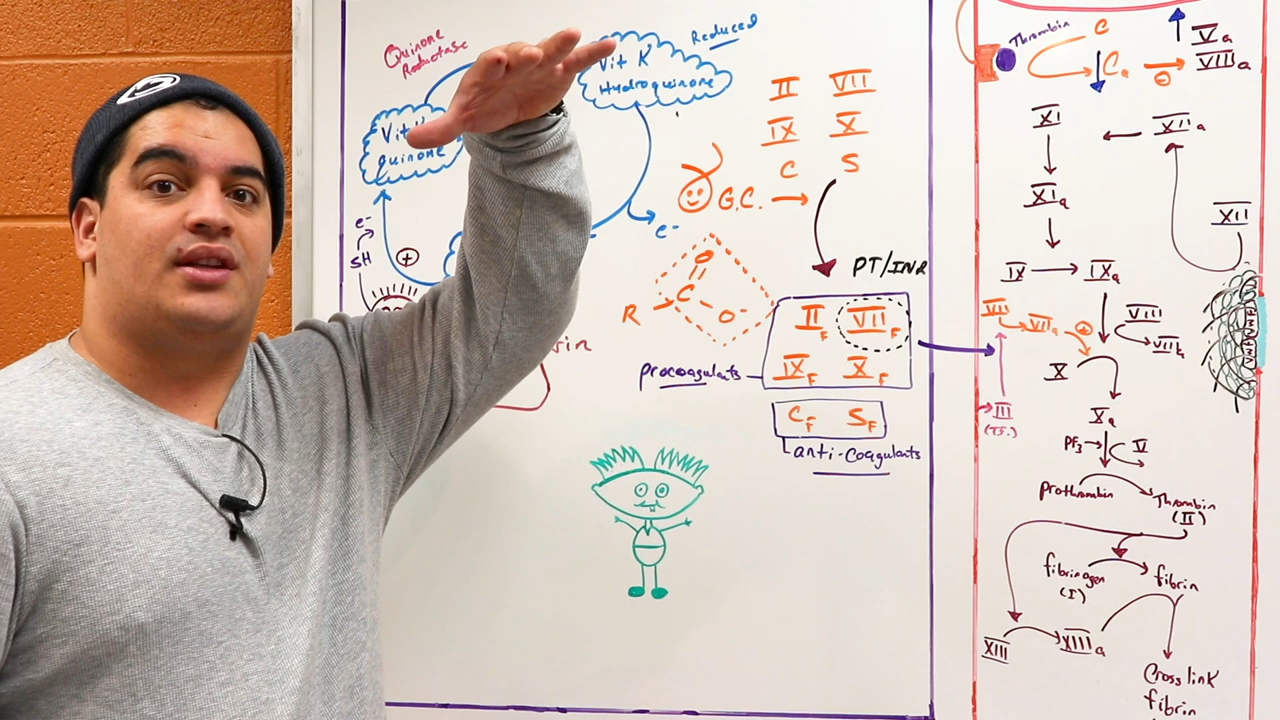 Quinone
Reductase
Vit K
Quinone
Vit K
Hydroquinone
Reduced
e-
SH
+
e-
II VII
IX X
C S
G.C.
O
C
R O-
PT/INR
II F VII F
IX F X F
procoagulants
C F S F
anti-coagulants
Thrombin
C
C a
V a
VIII a
XI
XII a
XI a
XII
IX IX a
VII
VII a
+
VIII
VIII a
X
X a
III
(T.F.)
PF3
V
Prothrombin
Thrombin
(II)
fibrinogen
(I)
fibrin
XIII
XIII a
Cross link
fibrin
VWF
VWF